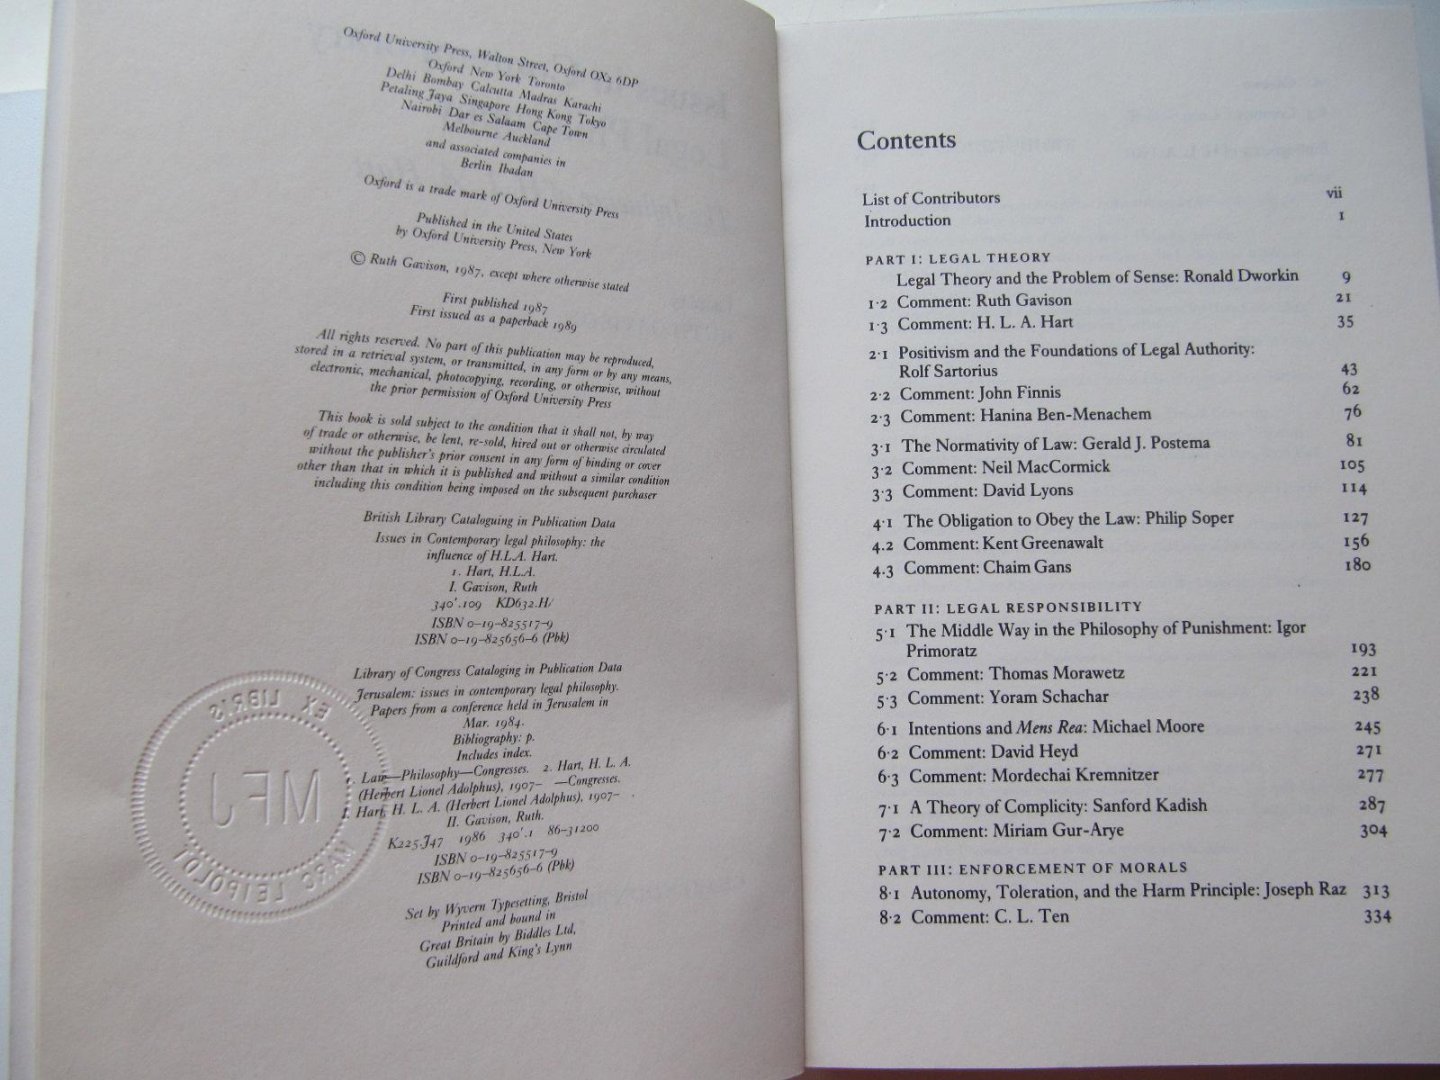 Oxford University Press, Walton Street, Oxford OX2 6DP
Oxford New York Toronto
Delhi Bombay Calcutta Madras Karachi
Petaling Jaya Singapore Hong Kong Tokyo
Nairobi Dar es Salaam Cape Town
Melbourne Auckland
and associated companies in
Berlin Ibadan
Oxford is a trade mark of Oxford University Press
Published in the United States
by Oxford University Press, New York
© Ruth Gavison, 1987, except where otherwise stated
First published 1987
First issued as a paperback 1989
All rights reserved. No part of this publication may be reproduced,
stored in a retrieval system, or transmitted, in any form or by any means,
electronic, mechanical, photocopying, recording, or otherwise, without
the prior permission of Oxford University Press
This book is sold subject to the condition that it shall not, by way
of trade or otherwise, be lent, re-sold, hired out or otherwise circulated
without the publisher's prior consent in any form of binding or cover
other than that in which it is published and without a similar condition
including this condition being imposed on the subsequent purchaser
British Library Cataloguing in Publication Data
Issues in Contemporary legal philosophy: the
influence of H.L.A. Hart.
1. Hart, H.L.A.
I. Gavison, Ruth
340'.109 KD632.H/
ISBN 0–19–825517–9
ISBN 0–19–825656–6 (Pbk)
Library of Congress Cataloging in Publication Data
Jerusalem: issues in contemporary legal philosophy.
Papers from a conference held in Jerusalem in
Mar. 1984.
Bibliography: p.
Includes index.
1. Law—Philosophy—Congresses. 2. Hart, H. L. A.
(Herbert Lionel Adolphus), 1907– —Congresses.
I. Hart, H. L. A. (Herbert Lionel Adolphus), 1907–
II. Gavison, Ruth.
K225.J47 1986 340'.1 86–31200
ISBN 0–19–825517–9
ISBN 0–19–825656–6 (Pbk)
Set by Wyvern Typesetting, Bristol
Printed and bound in
Great Britain by Biddles Ltd,
Guildford and King's Lynn
EX LIBRIS
MFJ
MARC LEIPOLDT
Contents
List of Contributors vii
Introduction 1
PART I: LEGAL THEORY
Legal Theory and the Problem of Sense: Ronald Dworkin 9
1·2 Comment: Ruth Gavison 21
1·3 Comment: H. L. A. Hart 35
2·1 Positivism and the Foundations of Legal Authority:
Rolf Sartorius 43
2·2 Comment: John Finnis 62
2·3 Comment: Hanina Ben-Menachem 76
3·1 The Normativity of Law: Gerald J. Postema 81
3·2 Comment: Neil MacCormick 105
3·3 Comment: David Lyons 114
4·1 The Obligation to Obey the Law: Philip Soper 127
4.2 Comment: Kent Greenawalt 156
4.3 Comment: Chaim Gans 180
PART II: LEGAL RESPONSIBILITY
5·1 The Middle Way in the Philosophy of Punishment: Igor
Primoratz 193
5·2 Comment: Thomas Morawetz 221
5·3 Comment: Yoram Schachar 238
6·1 Intentions and Mens Rea: Michael Moore 245
6·2 Comment: David Heyd 271
6·3 Comment: Mordechai Kremnitzer 277
7·1 A Theory of Complicity: Sanford Kadish 287
7·2 Comment: Miriam Gur-Arye 304
PART III: ENFORCEMENT OF MORALS
8·1 Autonomy, Toleration, and the Harm Principle: Joseph Raz 313
8·2 Comment: C. L. Ten 334